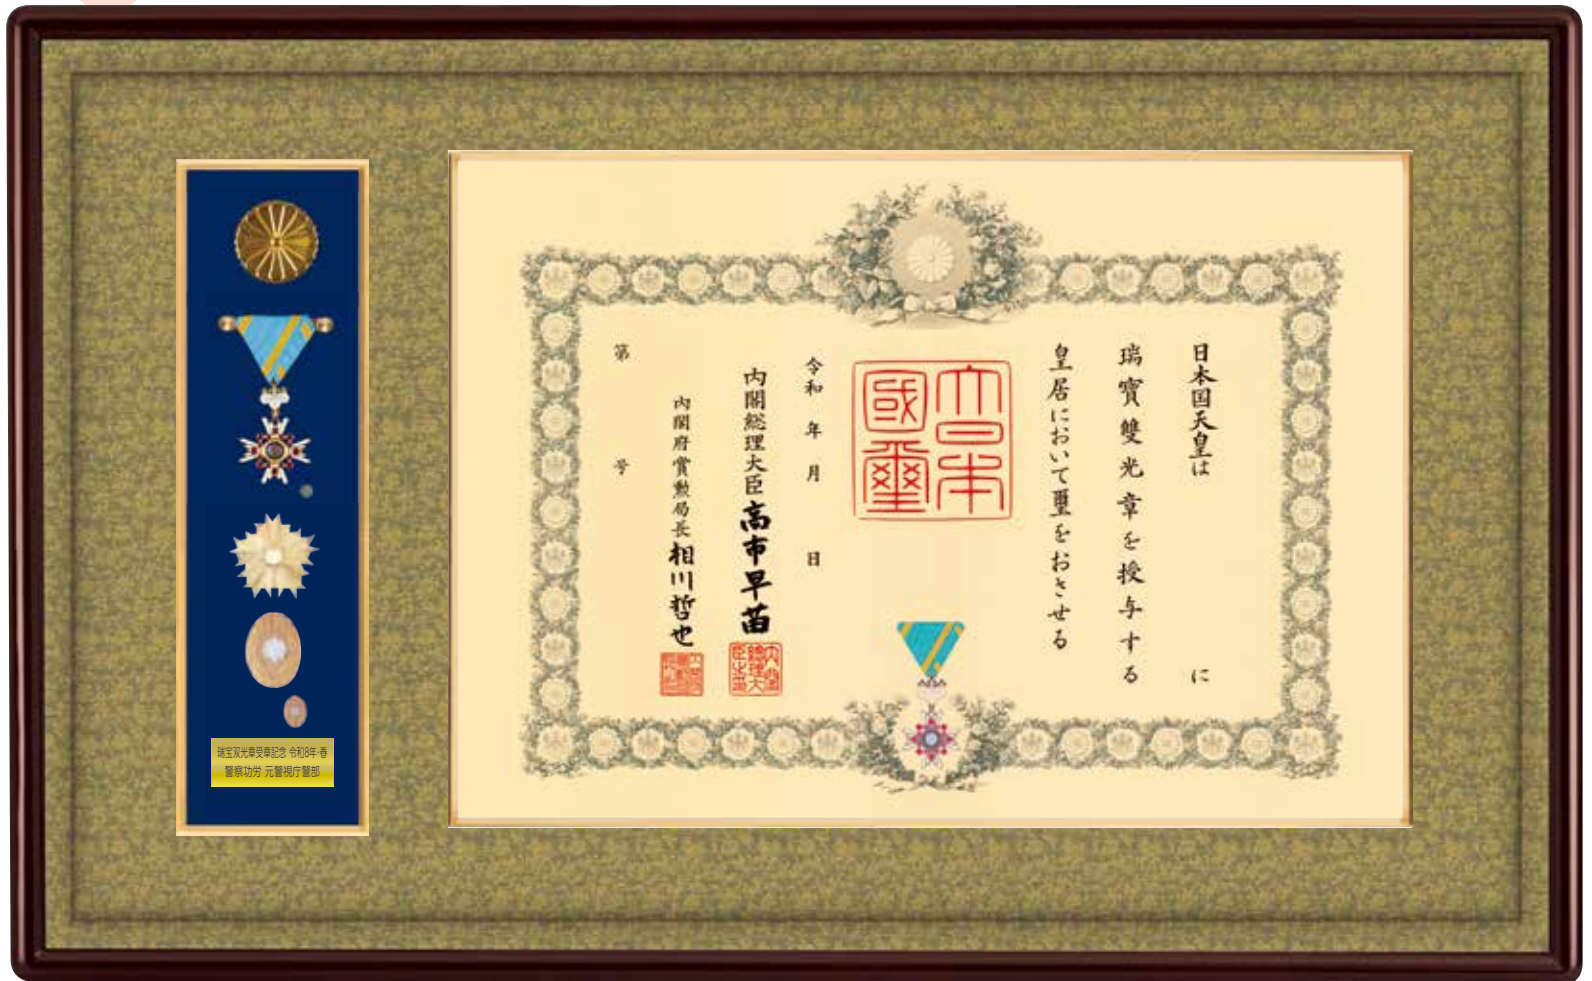 日本国天皇は　に
瑞寶雙光章を授与する
皇居において璽をおさせる
大日本國璽
令和　年　月　日
内閣総理大臣 高市早苗
内閣府賞勲局長 相川哲也
第　号
瑞宝双光章受章記念 令和8年・春
警察功労 元警視庁警部